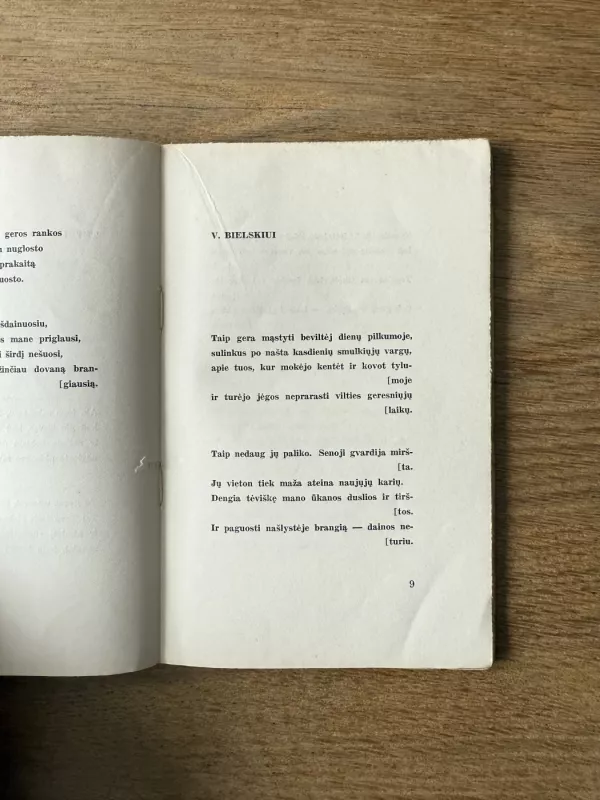 geros rankos
nuglosto
prakaitą
uosto.
šdainuosiu,
s mane priglausi,
i širdį nešuosi,
žinčiau dovaną bran-
[giausią.
V. BIELSKIUI
Taip gera mąstyti beviltėj dienų pilkumoje,
sulinkus po našta kasdienių smulkiųjų vargų,
apie tuos, kur mokėjo kentėt ir kovot tylu-
[moje
ir turėjo jėgos neprarasti vilties geresniųjų
[laikų.
Taip nedaug jų paliko. Senoji gvardija mirš-
[ta.
Jų vieton tiek maža ateina naujųjų karių.
Dengia tėviškę mano ūkanos duslios ir tirš-
[tos.
Ir paguosti našlystėje brangią — dainos ne-
[turiu.
9